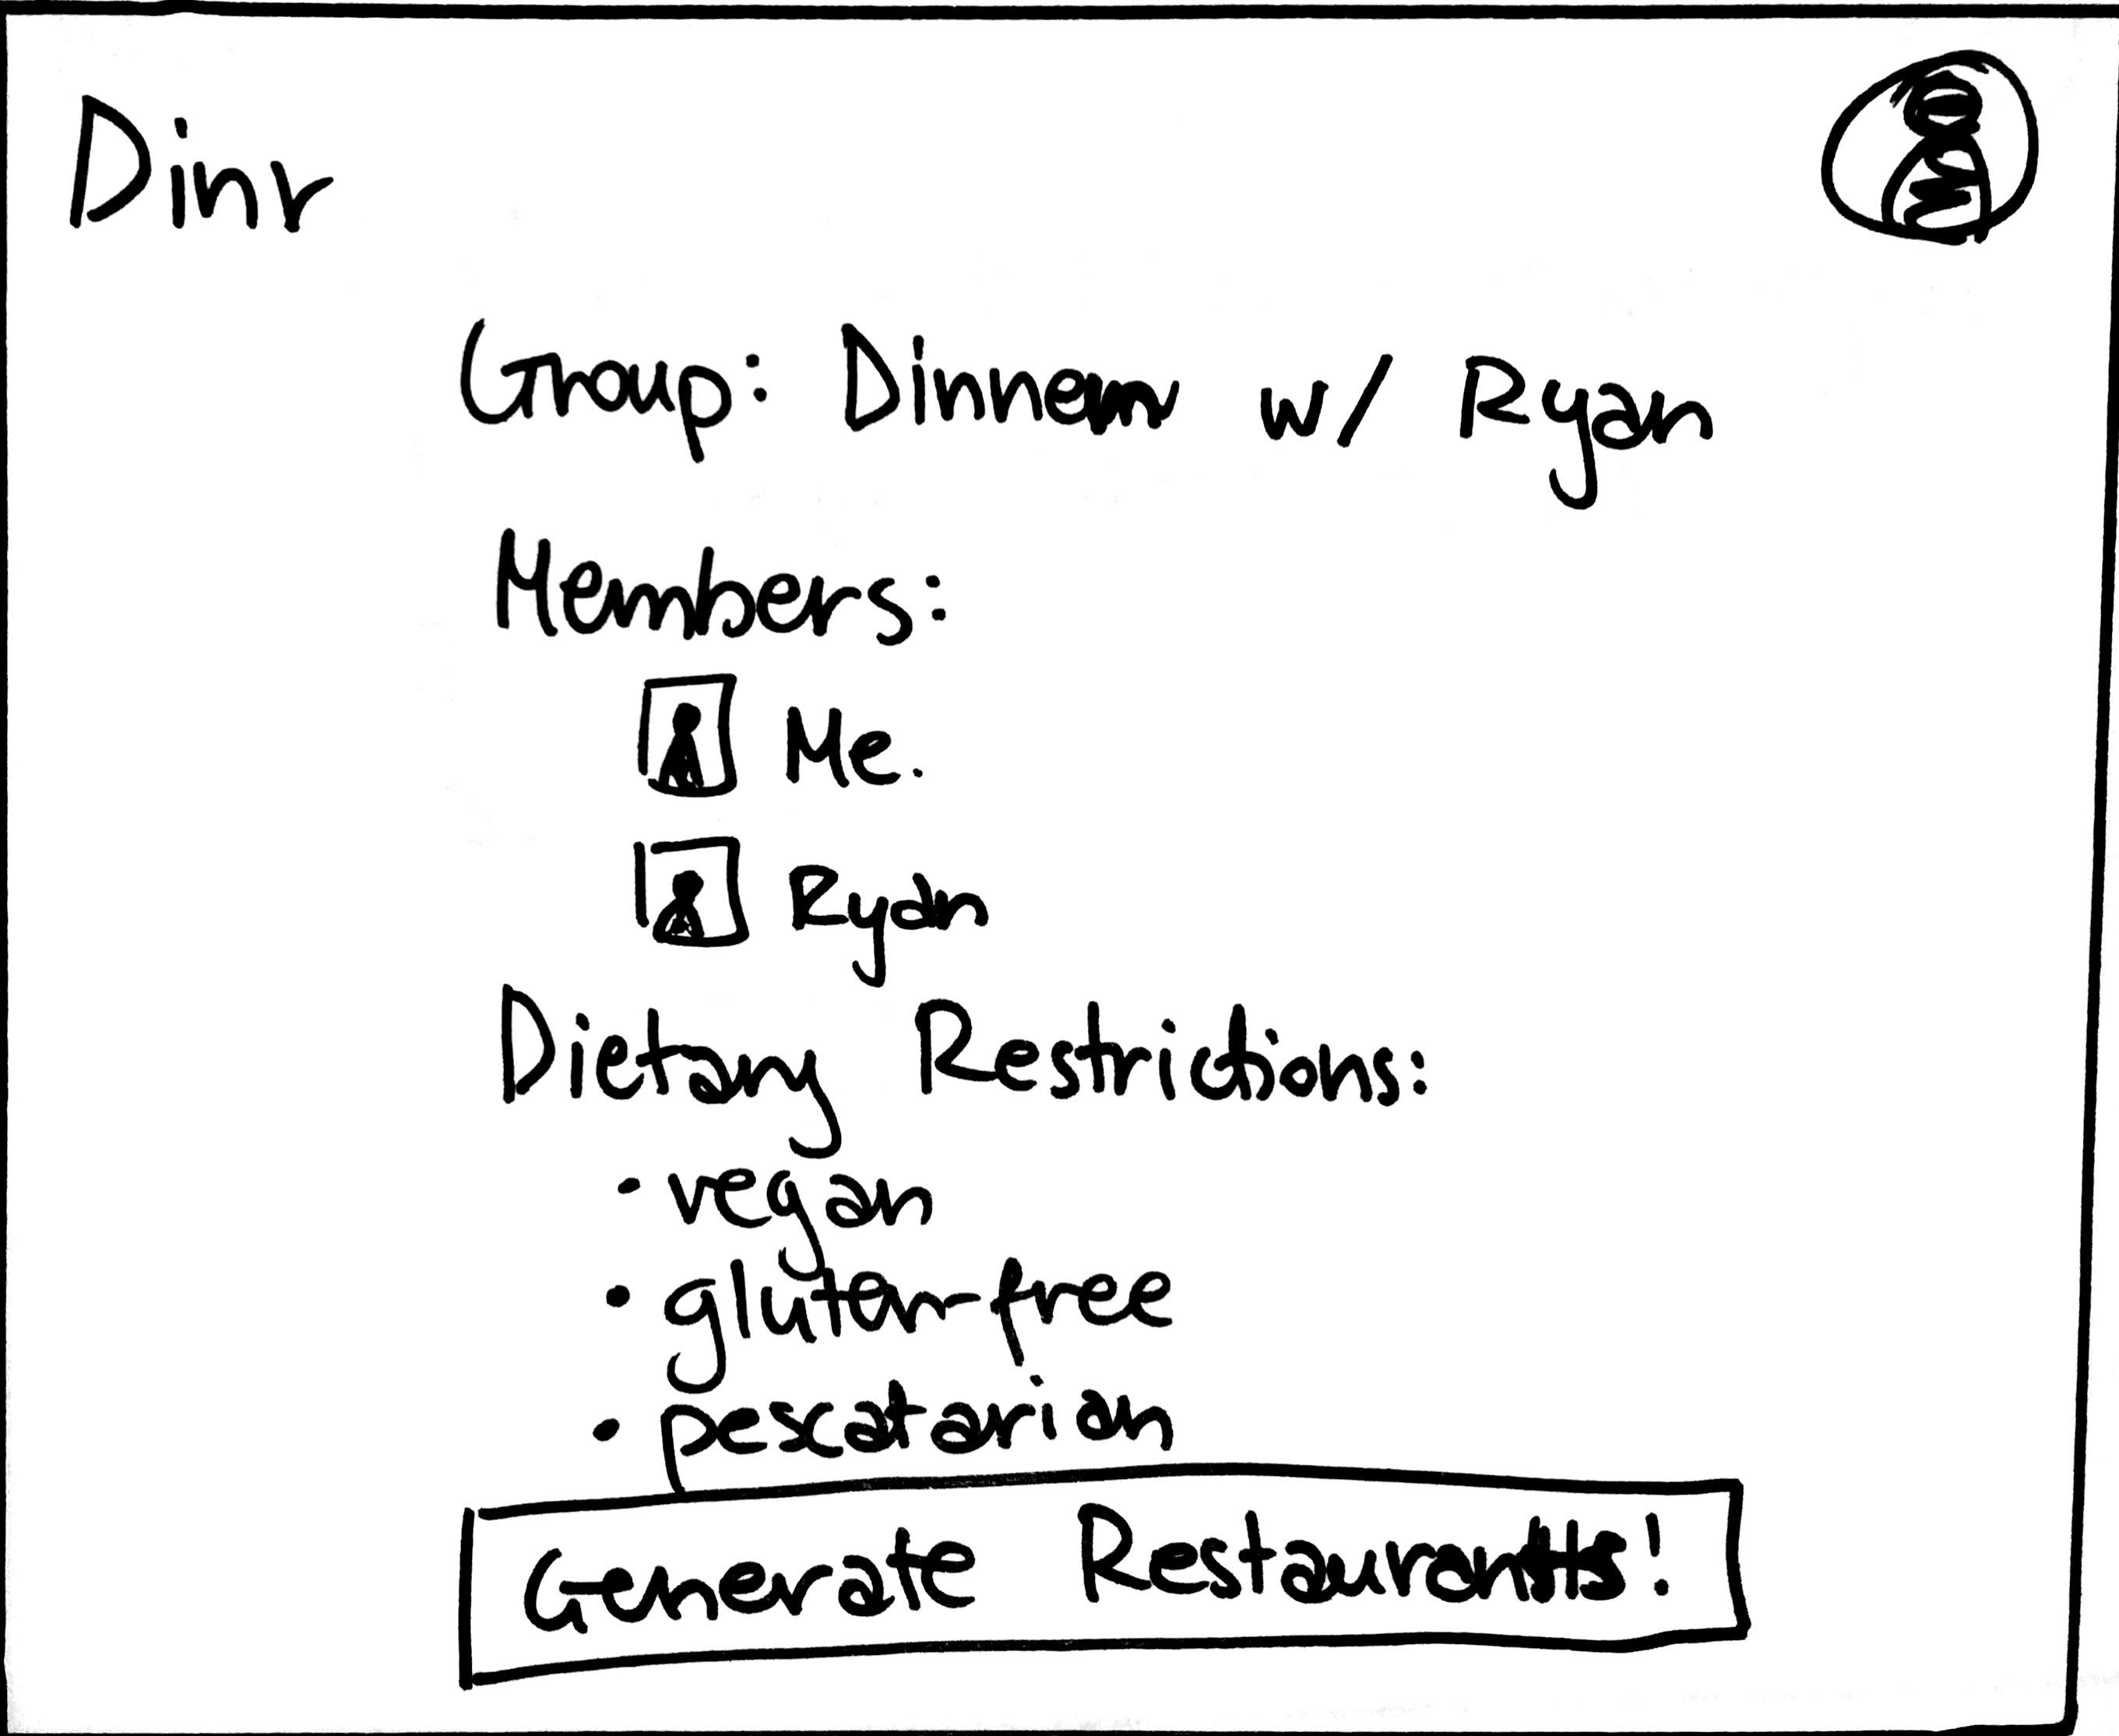 Dinr
Group: Dinner w/ Ryan
Members:
Me.
Ryan
Dietary Restrictions:
· vegan
· gluten-free
· pescatarian
Generate Restaurants!